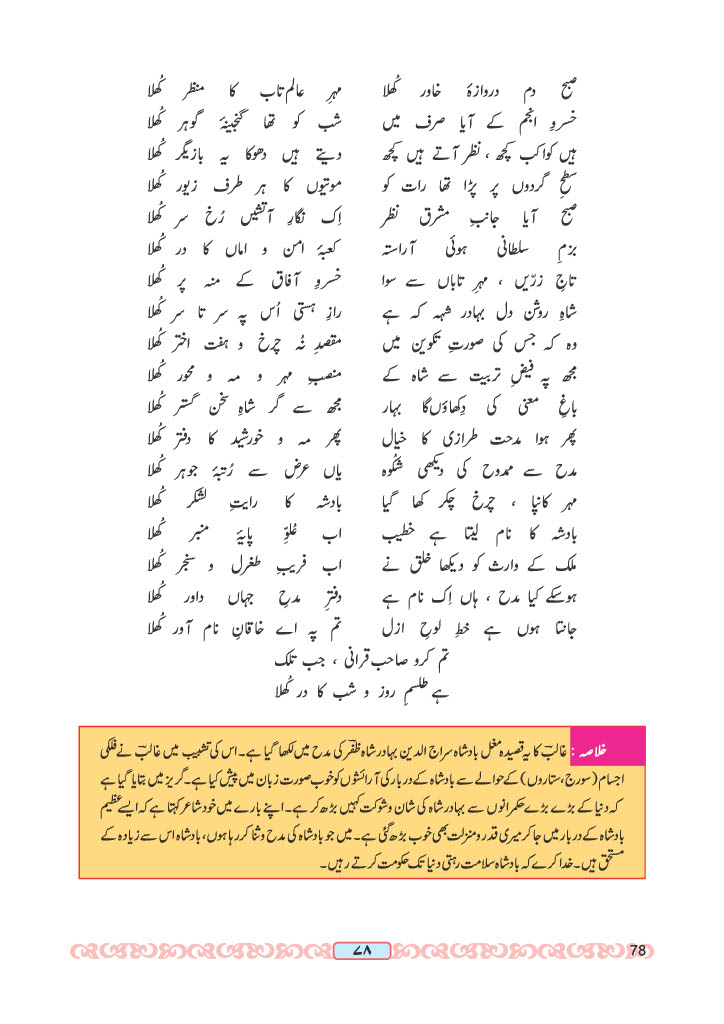 صبح دم دروازۂ خاور کُھلا مہرِ عالم تاب کا منظر کُھلا
خسروِ انجم کے آیا صرف میں شب کو تھا گنجینۂ گوہر کُھلا
ہیں کواکب کچھ ، نظر آتے ہیں کچھ دیتے ہیں دھوکا یہ بازیگر کُھلا
سطحِ گردوں پر پڑا تھا رات کو موتیوں کا ہر طرف زیور کُھلا
صبح آیا جانبِ مشرق نظر اِک نگارِ آتشیں رُخ سر کُھلا
بزمِ سلطانی ہوئی آراستہ کعبۂ امن و اماں کا در کُھلا
تاجِ زرّیں ، مہرِ تاباں سے سوا خسروِ آفاق کے منہ پر کُھلا
شاہِ روشن دل بہادر شہہ کہ ہے رازِ ہستی اُس پہ سر تا سر کُھلا
وہ کہ جس کی صورتِ تکوین میں مقصدِ نُہ چرخ و ہفت اختر کُھلا
مجھ پہ فیضِ تربیت سے شاہ کے منصبِ مہر و مہ و محور کُھلا
باغِ معنی کی دِکھاؤں گا بہار مجھ سے گر شاہِ سخن گستر کُھلا
پھر ہوا مدحت طرازی کا خیال پھر مہ و خورشید کا دفتر کُھلا
مدح سے ممدوح کی دیکھی شکُوہ یاں عرض سے رُتبۂ جوہر کُھلا
مہر کانپا ، چرخ چکر کھا گیا بادشہ کا رایتِ لشکر کُھلا
بادشہ کا نام لیتا ہے خطیب اب عُلوِّ پایۂ منبر کُھلا
ملک کے وارث کو دیکھا خلق نے اب فریبِ طغرل و سنجر کُھلا
ہوسکے کیا مدح ، ہاں اِک نام ہے دفترِ مدحِ جہاں داور کُھلا
جانتا ہوں ہے خطِ لوحِ ازل تم پہ اے خاقانِ نام آور کُھلا
تم کرو صاحب قرانی ، جب تلک
ہے طلسمِ روز و شب کا در کُھلا
خلاصہ : غالبؔ کا یہ قصیدہ مغل بادشاہ سراج الدین بہادر شاہ ظفرؔ کی مدح میں لکھا گیا ہے۔ اس کی تشبیب میں غالبؔ نے فلکی
اجسام (سورج، ستاروں) کے حوالے سے بادشاہ کے دربار کی آرائشوں کو خوب صورت زبان میں پیش کیا ہے۔ گریز میں بتایا گیا ہے
کہ دنیا کے بڑے بڑے حکمرانوں سے بہادر شاہ کی شان و شوکت کہیں بڑھ کر ہے۔ اپنے بارے میں خود شاعر کہتا ہے کہ ایسے عظیم
بادشاہ کے دربار میں جا کر میری قدر و منزلت بھی خوب بڑھ گئی ہے۔ میں جو بادشاہ کی مدح و ثنا کر رہا ہوں، بادشاہ اس سے زیادہ کے
مستحق ہیں۔ خدا کرے کہ بادشاہ سلامت رہتی دنیا تک حکومت کرتے رہیں۔
۷۸
78